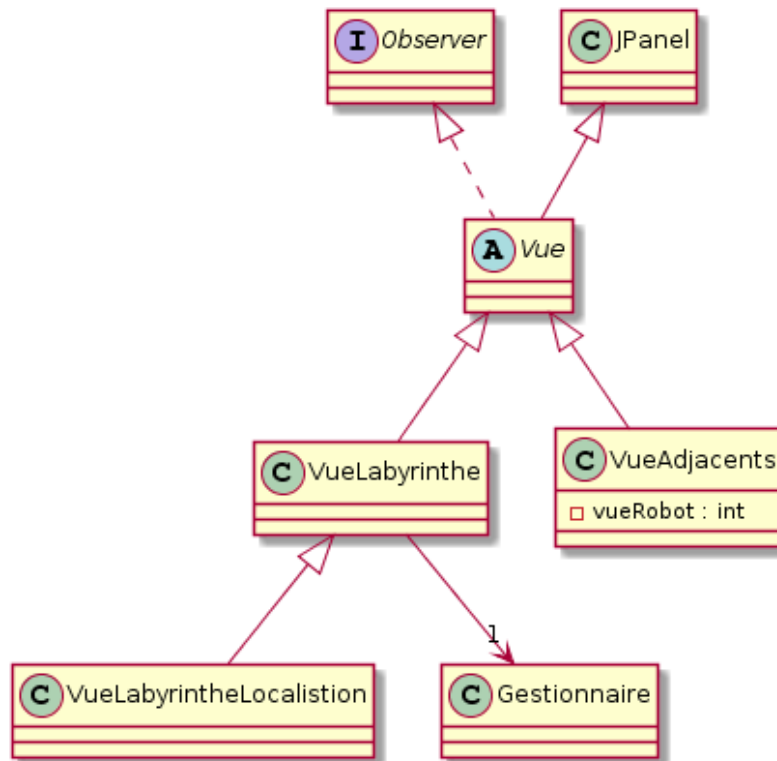 I Observer
C JPanel
A Vue
C VueLabyrinthe
C VueAdjacents
vueRobot : int
1
C VueLabyrintheLocalistion
C Gestionnaire